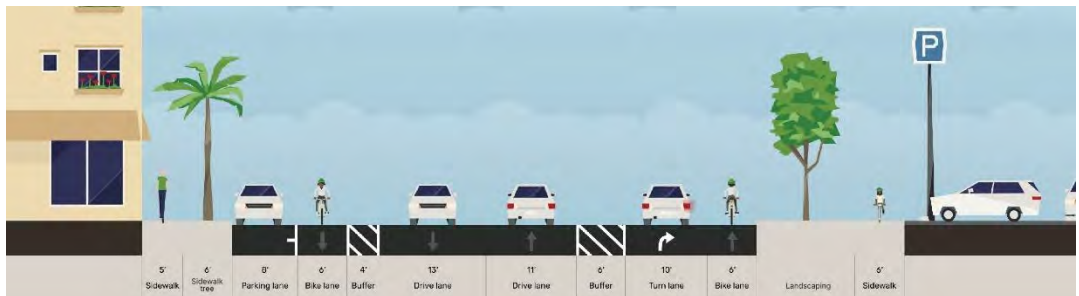 P
5' 6' 8' 6' 4' 13' 11' 6' 10' 6' 6'
Sidewalk Sidewalk Parking lane Bike lane Buffer Drive lane Drive lane Buffer Turn lane Bike lane Landscaping Sidewalk
tree